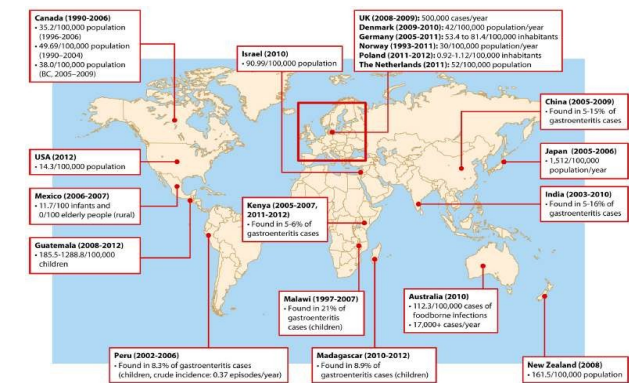 Canada (1990-2006)
• 35.2/100,000 population
(1996-2006)
• 49.69/100,000 population
(1990–2004)
• 38.0/100,000 population
(BC, 2005–2009)
UK (2008-2009): 500,000 cases/year
Denmark (2009-2010): 42/100,000 population/year
Germany (2005-2011): 53.4 to 81.4/100,000 inhabitants
Norway (1993-2011): 30/100,000 population/year
Poland (2011-2012): 0.92-1.12/100,000 inhabitants
The Netherlands (2011): 52/100,000 population
Israel (2010)
• 90.99/100,000 population
China (2005-2009)
• Found in 5-15% of
gastroenteritis cases
USA (2012)
• 14.3/100,000 population
Japan (2005-2006)
• 1,512/100,000
population/year
Mexico (2006-2007)
• 11.7/100 infants and
0/100 elderly people (rural)
Kenya (2005-2007,
2011-2012)
• Found in 5-6% of
gastroenteritis cases
India (2003-2010)
• Found in 5-16% of
gastroenteritis cases
Guatemala (2008-2012)
• 185.5-1288.8/100,000
children
Malawi (1997-2007)
• Found in 21% of
gastroenteritis
cases (children)
Australia (2010)
• 112.3/100,000 cases of
foodborne infections
• 17,000+ cases/year
Peru (2002-2006)
• Found in 8.3% of gastroenteritis cases
(children, crude incidence: 0.37 episodes/year)
Madagascar (2010-2012)
• Found in 8.9% of
gastroenteritis cases (children)
New Zealand (2008)
• 161.5/100,000 population